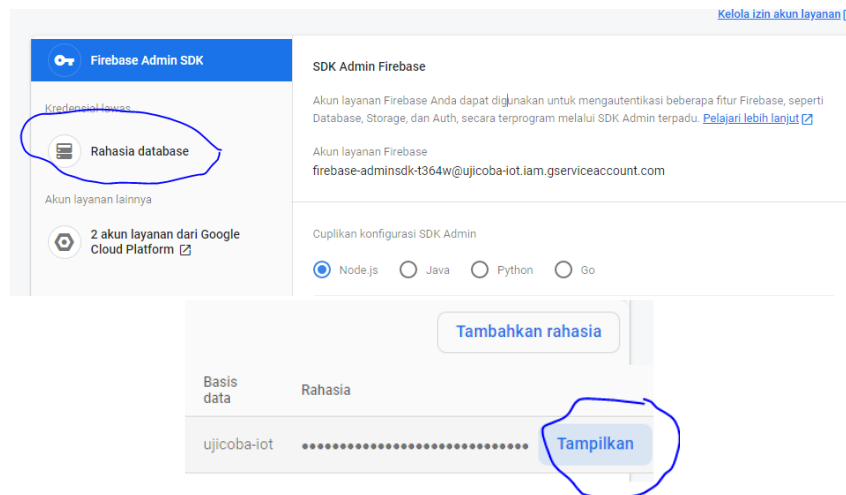 Kelola izin akun layanan
Firebase Admin SDK
Kredensial lawas
Rahasia database
Akun layanan lainnya
2 akun layanan dari Google
Cloud Platform
SDK Admin Firebase
Akun layanan Firebase Anda dapat digunakan untuk mengautentikasi beberapa fitur Firebase, seperti
Database, Storage, dan Auth, secara terprogram melalui SDK Admin terpadu. Pelajari lebih lanjut
Akun layanan Firebase
firebase-adminsdk-t364w@ujicoba-iot.iam.gserviceaccount.com
Cuplikan konfigurasi SDK Admin
Node.js Java Python Go
Tambahkan rahasia
Basis
data
Rahasia
ujicoba-iot •••••••••••••••••••••••••••••• Tampilkan